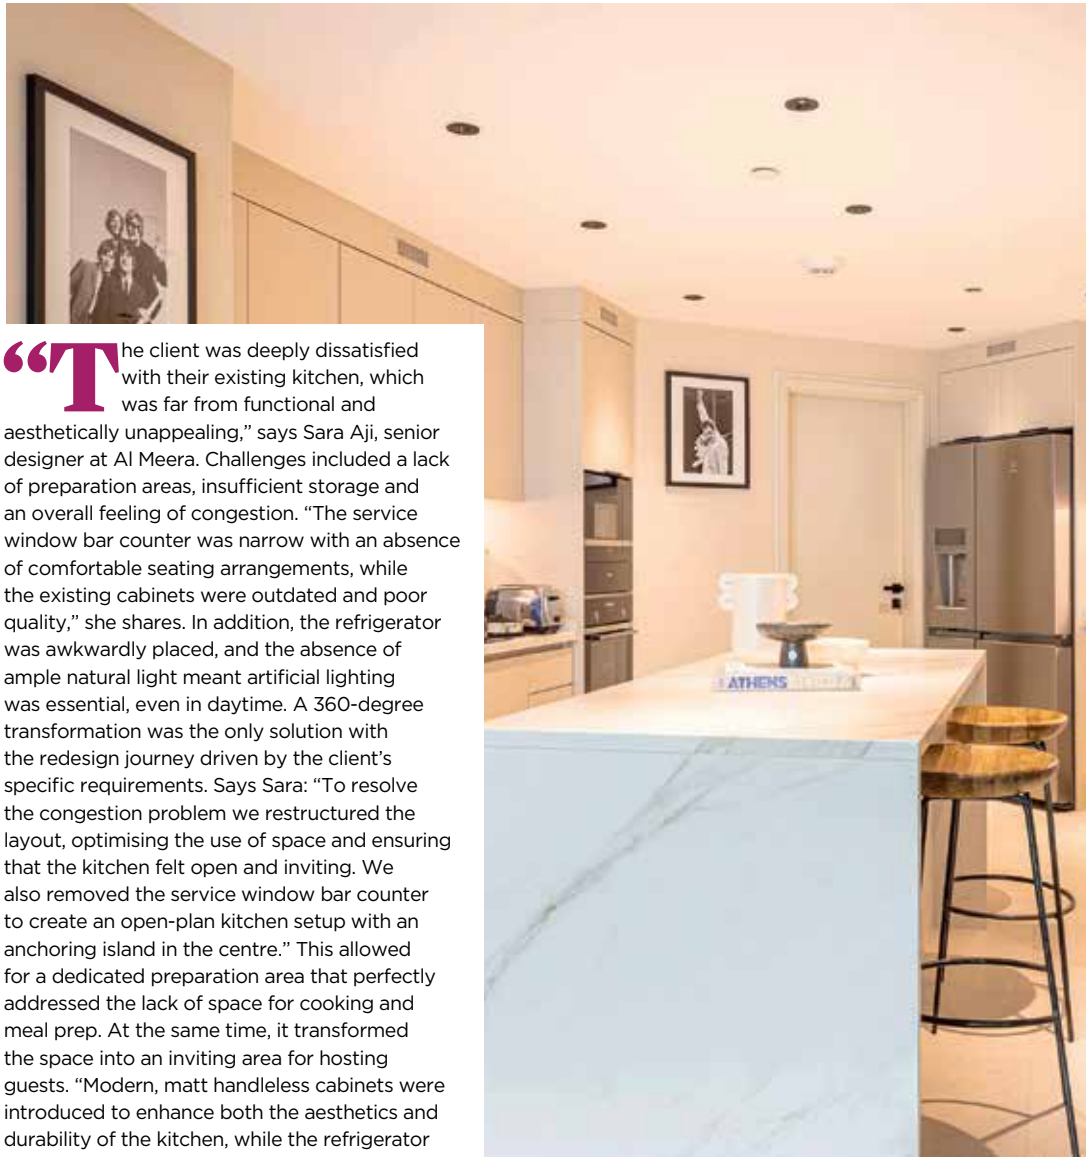 “The client was deeply dissatisfied
with their existing kitchen, which
was far from functional and
aesthetically unappealing,” says Sara Aji, senior
designer at Al Meera. Challenges included a lack
of preparation areas, insufficient storage and
an overall feeling of congestion. “The service
window bar counter was narrow with an absence
of comfortable seating arrangements, while
the existing cabinets were outdated and poor
quality,” she shares. In addition, the refrigerator
was awkwardly placed, and the absence of
ample natural light meant artificial lighting
was essential, even in daytime. A 360-degree
transformation was the only solution with
the redesign journey driven by the client’s
specific requirements. Says Sara: “To resolve
the congestion problem we restructured the
layout, optimising the use of space and ensuring
that the kitchen felt open and inviting. We
also removed the service window bar counter
to create an open-plan kitchen setup with an
anchoring island in the centre.” This allowed
for a dedicated preparation area that perfectly
addressed the lack of space for cooking and
meal prep. At the same time, it transformed
the space into an inviting area for hosting
guests. “Modern, matt handleless cabinets were
introduced to enhance both the aesthetics and
durability of the kitchen, while the refrigerator
ATHENS